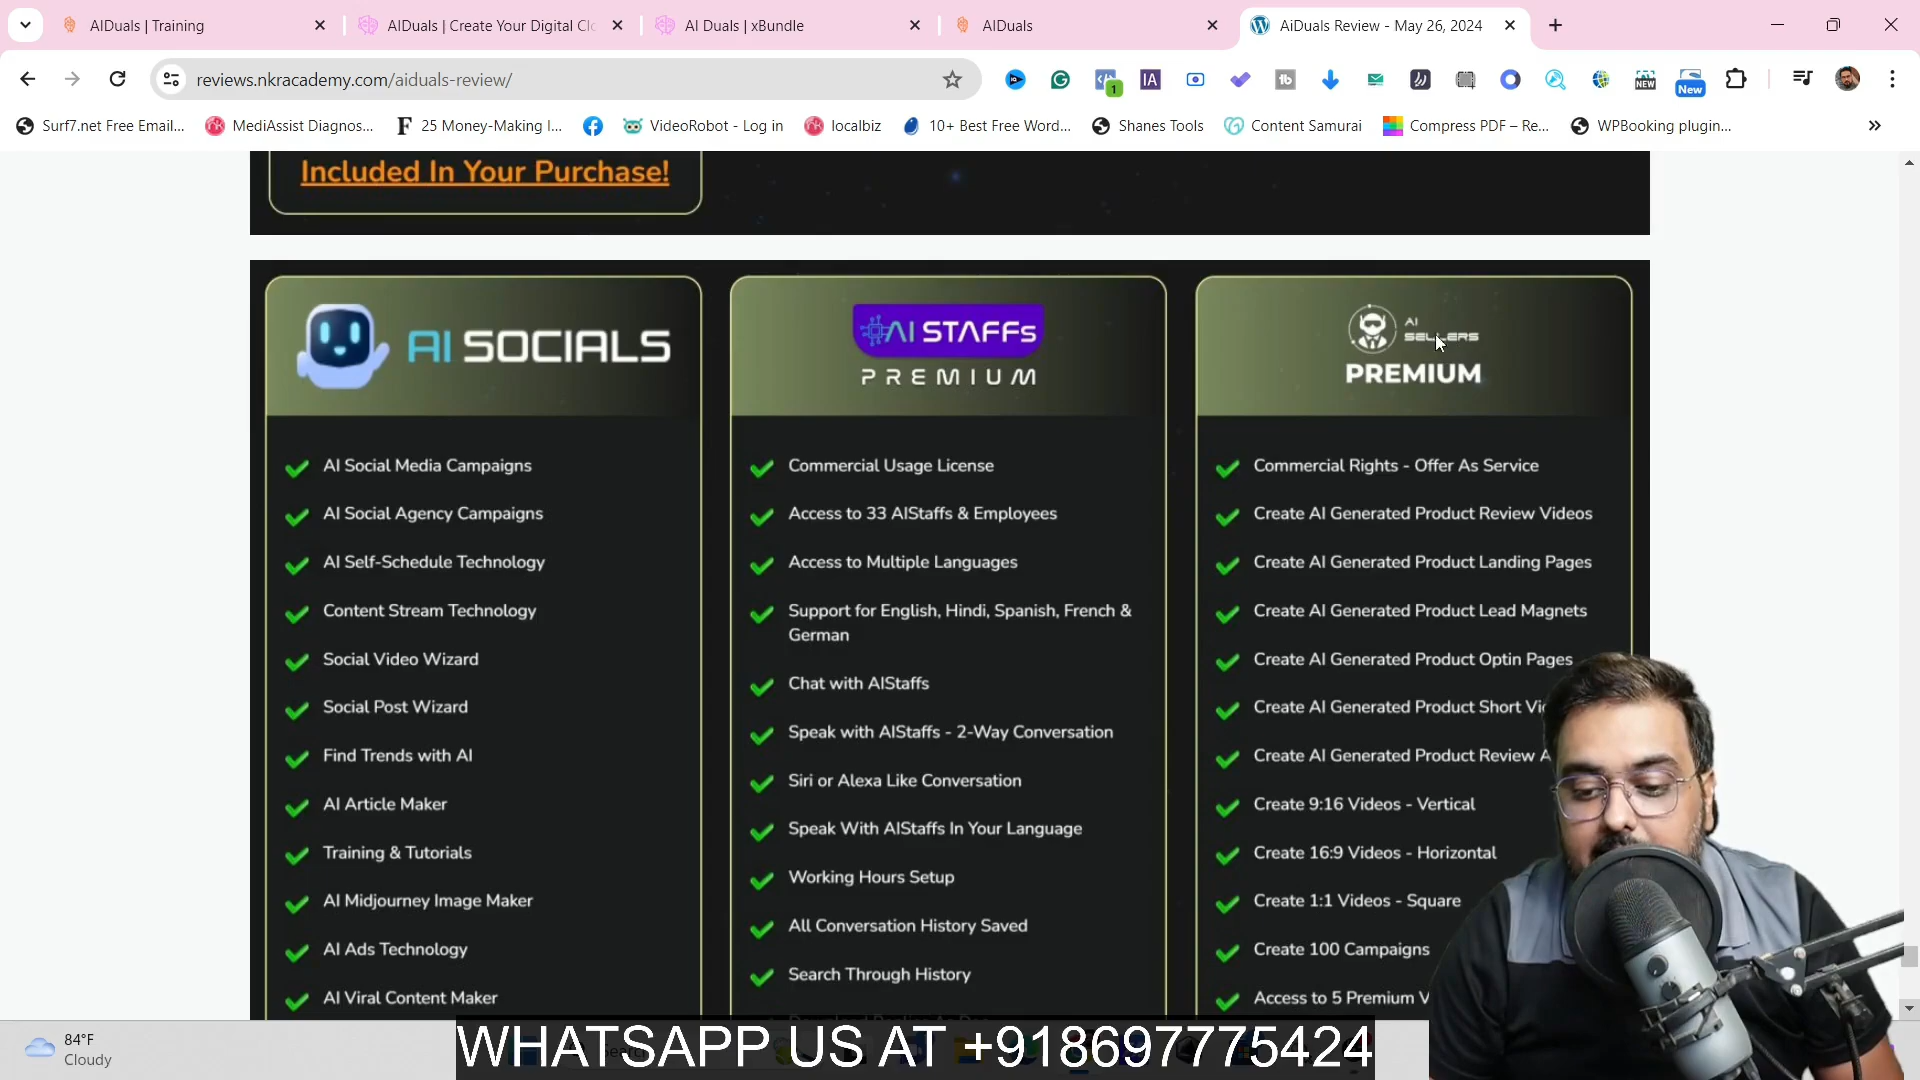 AIDuals | Training
AIDuals | Create Your Digital Clo
AI Duals | xBundle
AIDuals
AiDuals Review - May 26, 2024
reviews.nkracademy.com/aiduals-review/
1
IA
tb
NEW
New
Surf7.net Free Email...
MediAssist Diagnos...
25 Money-Making I...
VideoRobot - Log in
localbiz
10+ Best Free Word...
Shanes Tools
Content Samurai
Compress PDF – Re...
WPBooking plugin...
Included In Your Purchase!
AI SOCIALS
AI Social Media Campaigns
AI Social Agency Campaigns
AI Self-Schedule Technology
Content Stream Technology
Social Video Wizard
Social Post Wizard
Find Trends with AI
AI Article Maker
Training & Tutorials
AI Midjourney Image Maker
AI Ads Technology
AI Viral Content Maker
AI STAFFs
PREMIUM
Commercial Usage License
Access to 33 AIStaffs & Employees
Access to Multiple Languages
Support for English, Hindi, Spanish, French &
German
Chat with AIStaffs
Speak with AIStaffs - 2-Way Conversation
Siri or Alexa Like Conversation
Speak With AIStaffs In Your Language
Working Hours Setup
All Conversation History Saved
Search Through History
AI
SELLERS
PREMIUM
Commercial Rights - Offer As Service
Create AI Generated Product Review Videos
Create AI Generated Product Landing Pages
Create AI Generated Product Lead Magnets
Create AI Generated Product Optin Pages
Create AI Generated Product Short Vi
Create AI Generated Product Review A
Create 9:16 Videos - Vertical
Create 16:9 Videos - Horizontal
Create 1:1 Videos - Square
Create 100 Campaigns
Access to 5 Premium V
84°F
Cloudy
WHATSAPP US AT +918697775424